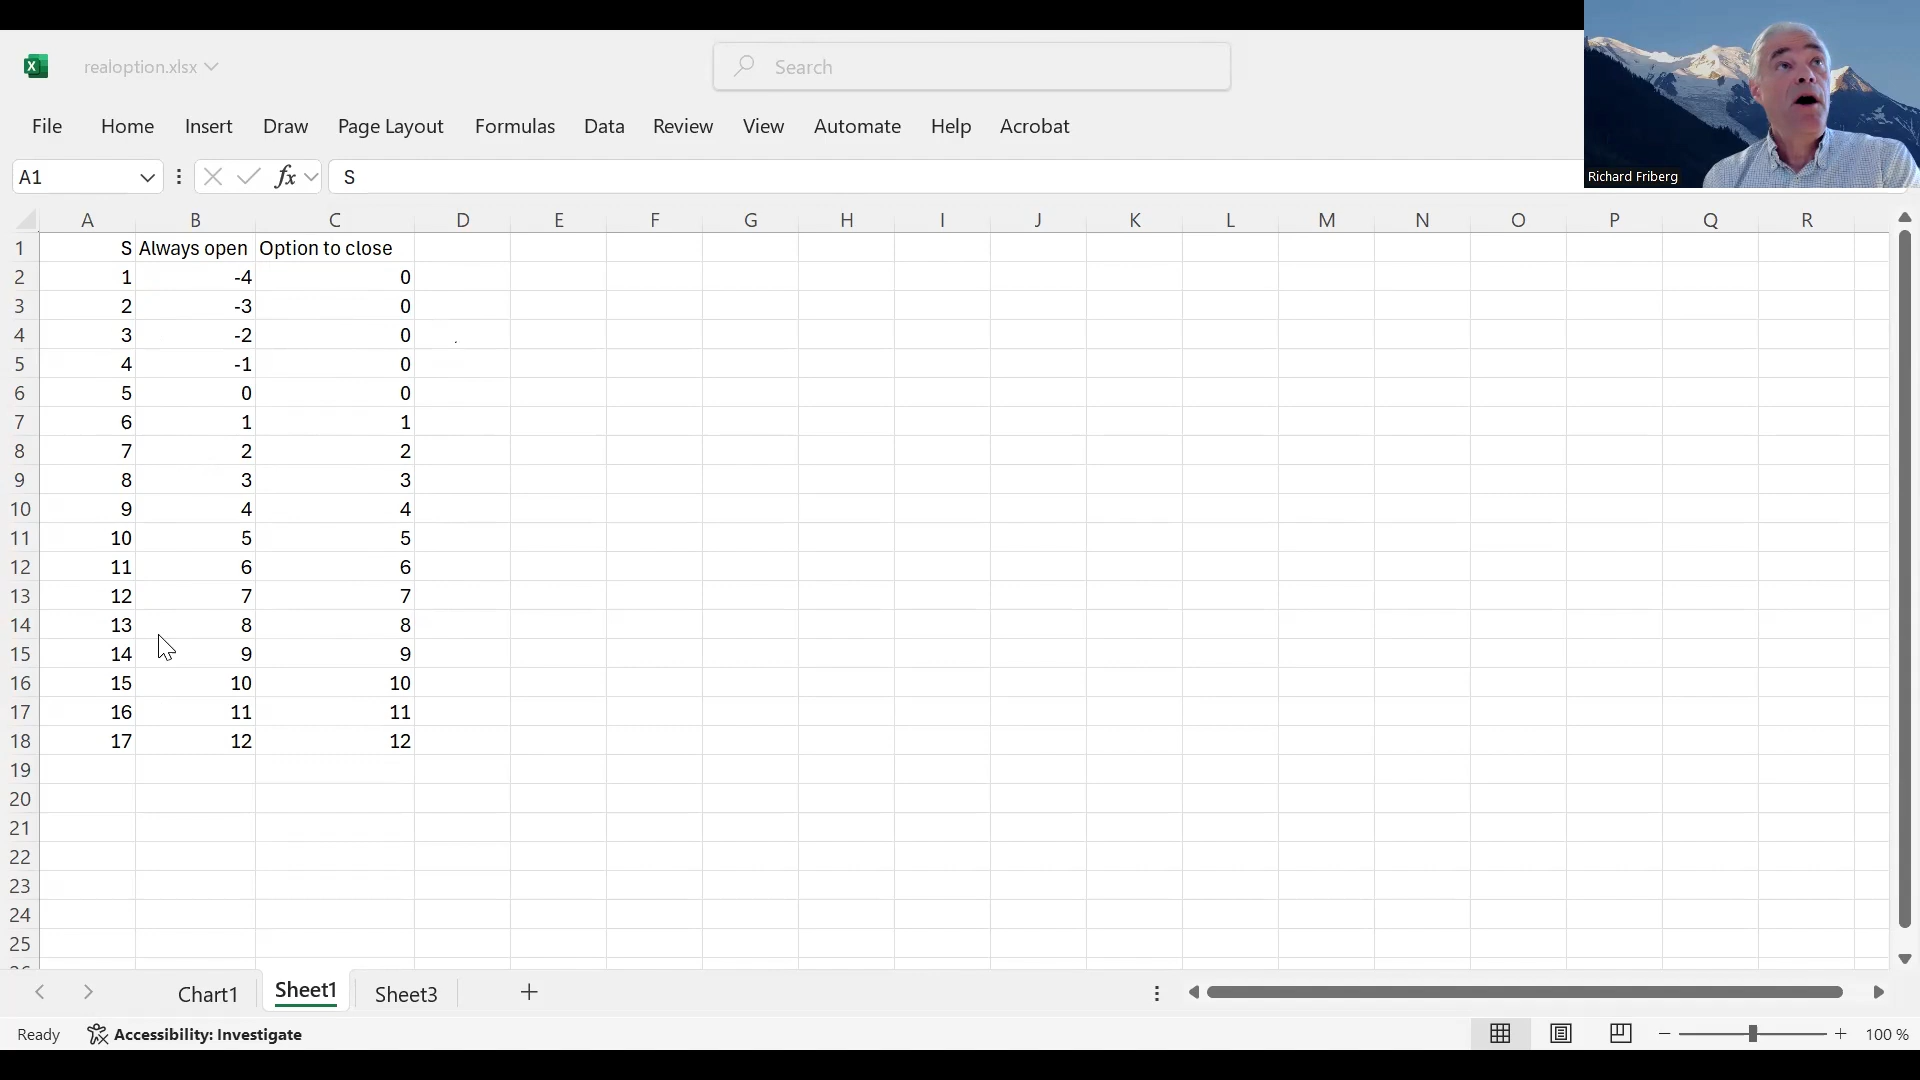 realoption.xlsx
Search
File Home Insert Draw Page Layout Formulas Data Review View Automate Help Acrobat
Richard Friberg
A1 fx S
A B C D E F G H I J K L M N O P Q R
1 S Always open Option to close
2 1 -4 0
3 2 -3 0
4 3 -2 0
5 4 -1 0
6 5 0 0
7 6 1 1
8 7 2 2
9 8 3 3
10 9 4 4
11 10 5 5
12 11 6 6
13 12 7 7
14 13 8 8
15 14 9 9
16 15 10 10
17 16 11 11
18 17 12 12
19
20
21
22
23
24
25
Chart1 Sheet1 Sheet3
Ready Accessibility: Investigate 100 %